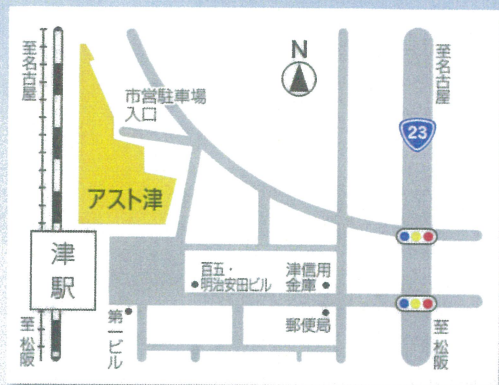 至名古屋
N
至名古屋
市営駐車場
入口
23
アスト津
津駅
百五・
明治安田ビル
津信用
金庫
第一ビル
郵便局
至 松阪
至 松阪